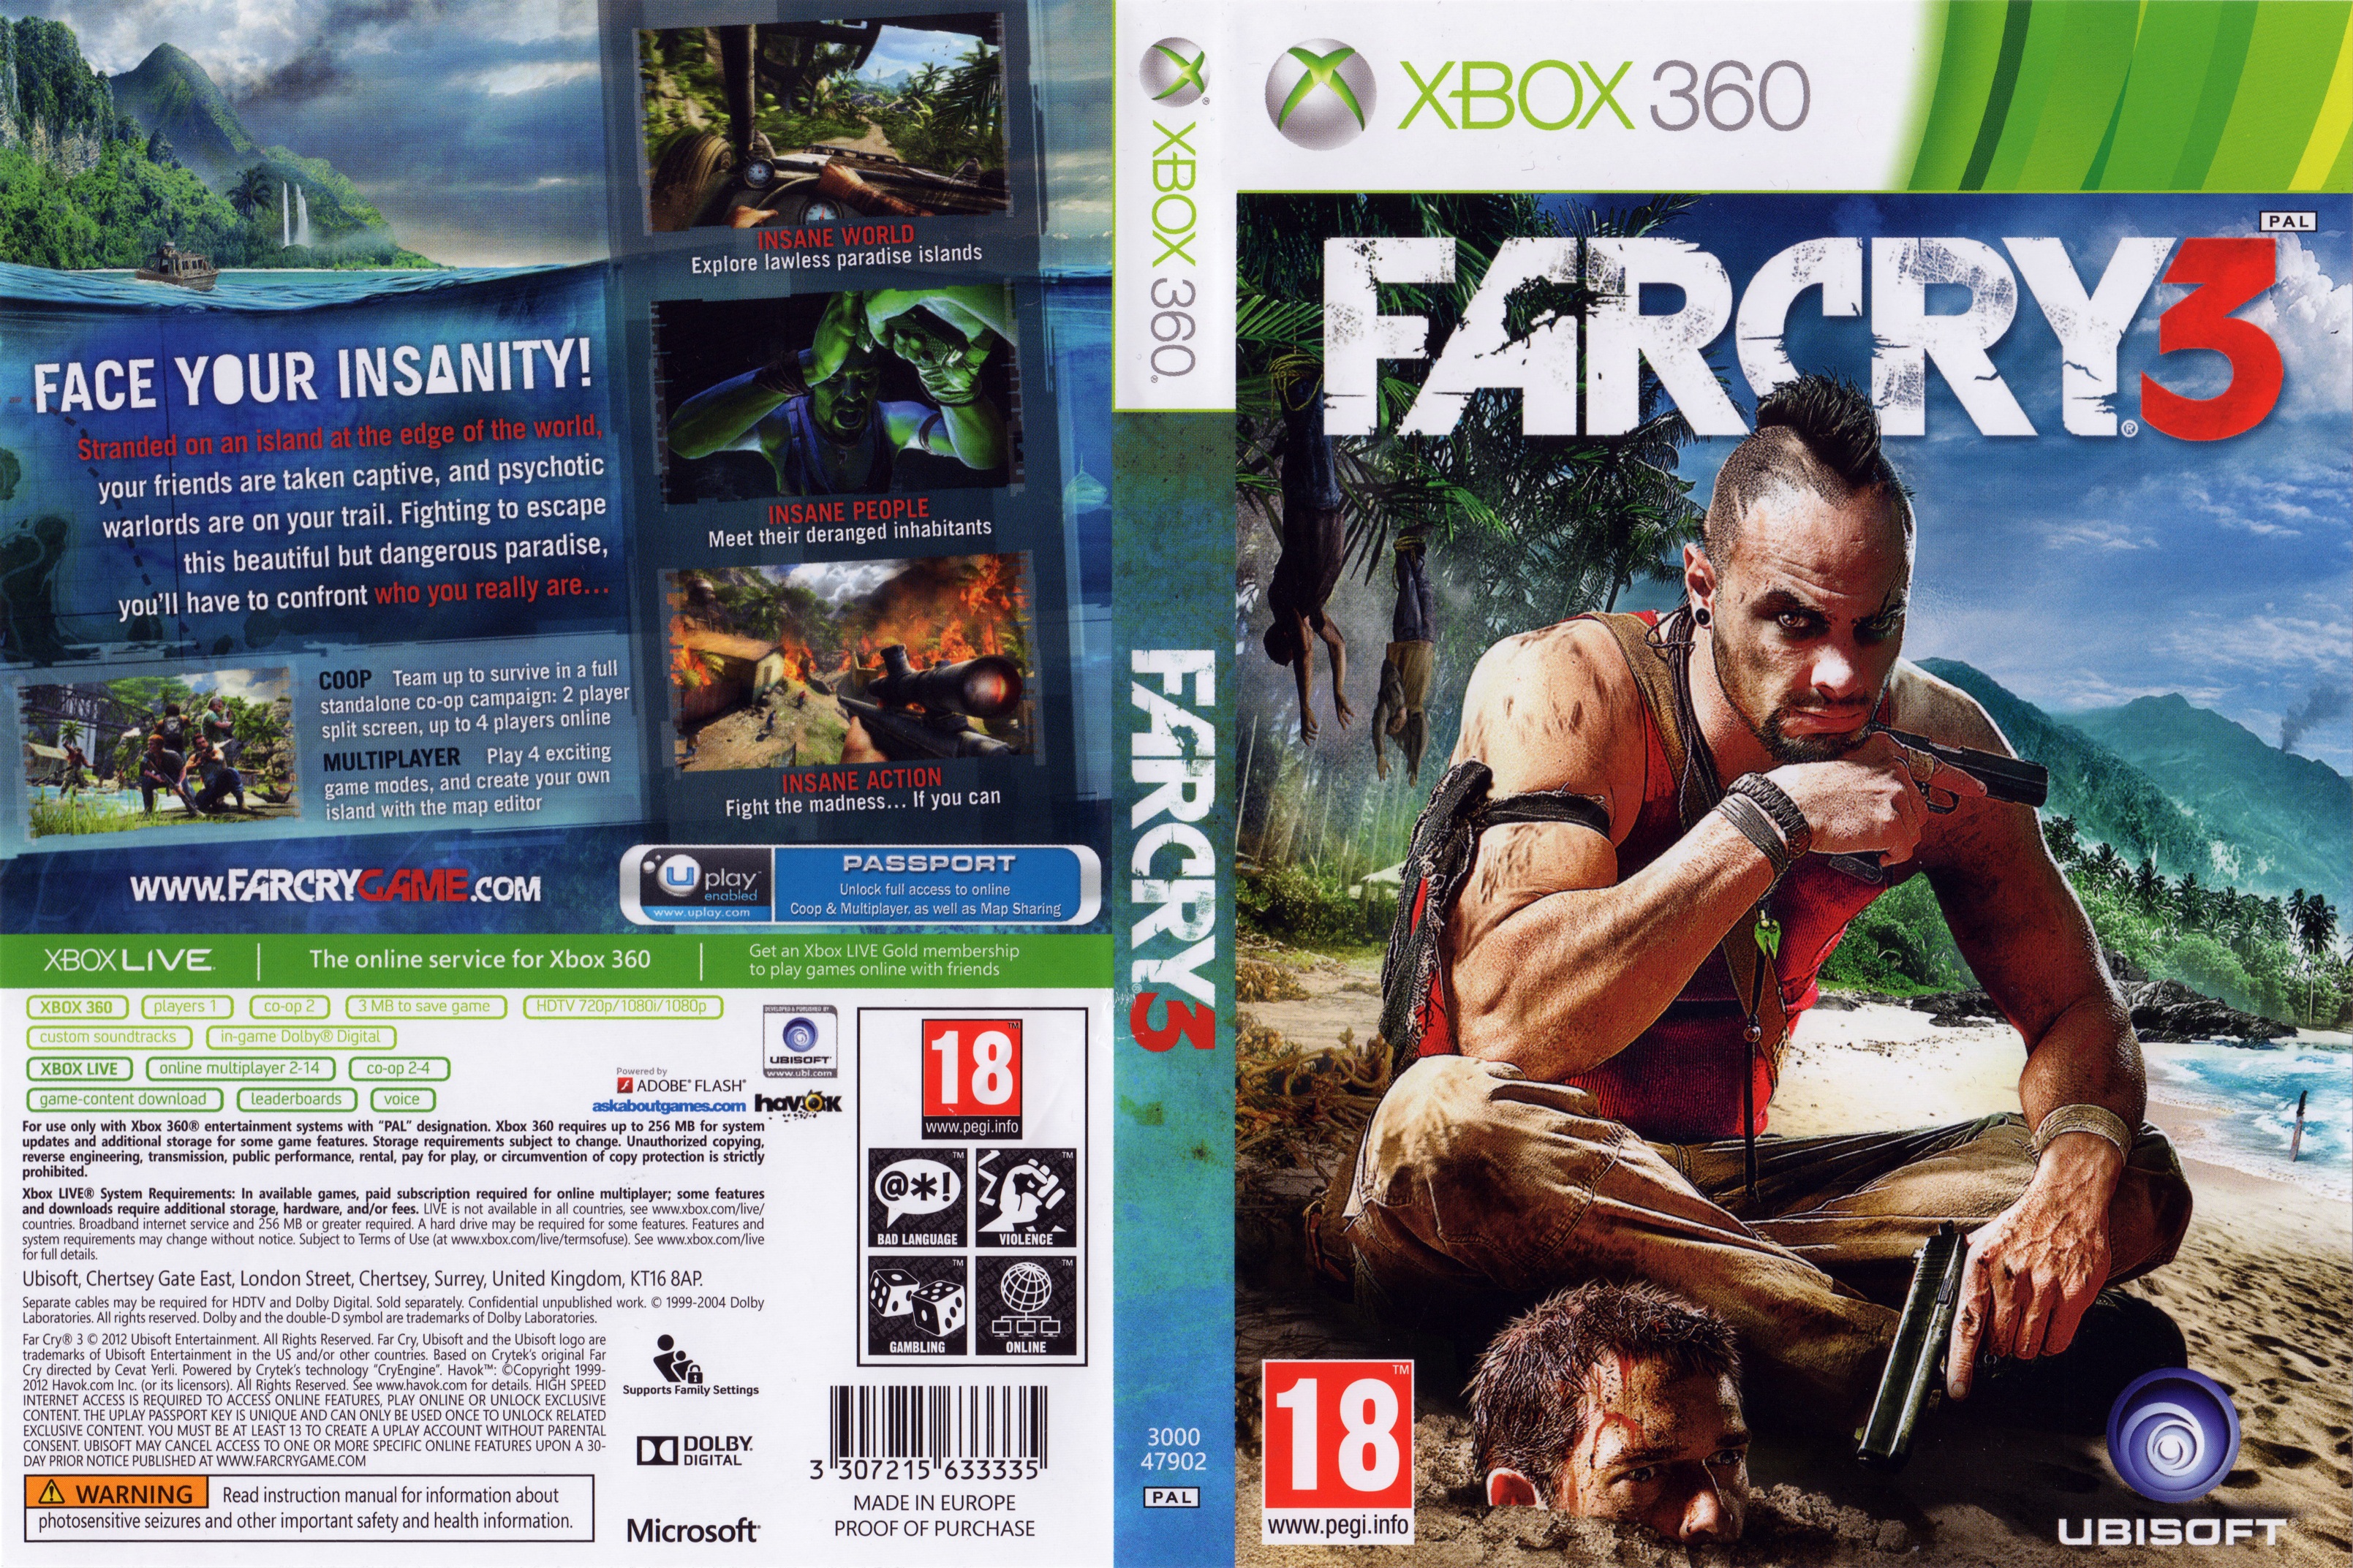 INSANE WORLD
Explore lawless paradise islands
INSANE PEOPLE
Meet their deranged inhabitants
INSANE ACTION
Fight the madness... If you can
FACE YOUR INSANITY!
Stranded on an island at the edge of the world,
your friends are taken captive, and psychotic
warlords are on your trail. Fighting to escape
this beautiful but dangerous paradise,
you'll have to confront who you really are...
COOP Team up to survive in a full
standalone co-op campaign: 2 player
split screen, up to 4 players online
MULTIPLAYER Play 4 exciting
game modes, and create your own
island with the map editor
WWW.FARCRYGAME.COM
U play™
enabled
www.uplay.com
PASSPORT
Unlock full access to online
Coop & Multiplayer, as well as Map Sharing
XBOX LIVE
The online service for Xbox 360
Get an Xbox LIVE Gold membership
to play games online with friends
XBOX 360 players 1 co-op 2 3 MB to save game HDTV 720p/1080i/1080p
custom soundtracks in-game Dolby® Digital
XBOX LIVE online multiplayer 2-14 co-op 2-4
game-content download leaderboards voice
DEVELOPED & PUBLISHED BY
UBISOFT
www.ubi.com
Powered by
ADOBE® FLASH®
askaboutgames.com
havok
For use only with Xbox 360® entertainment systems with "PAL" designation. Xbox 360 requires up to 256 MB for system
updates and additional storage for some game features. Storage requirements subject to change. Unauthorized copying,
reverse engineering, transmission, public performance, rental, pay for play, or circumvention of copy protection is strictly
prohibited.
Xbox LIVE® System Requirements: In available games, paid subscription required for online multiplayer; some features
and downloads require additional storage, hardware, and/or fees. LIVE is not available in all countries, see www.xbox.com/live/
countries. Broadband internet service and 256 MB or greater required. A hard drive may be required for some features. Features and
system requirements may change without notice. Subject to Terms of Use (at www.xbox.com/live/termsofuse). See www.xbox.com/live
for full details.
Ubisoft, Chertsey Gate East, London Street, Chertsey, Surrey, United Kingdom, KT16 8AP.
Separate cables may be required for HDTV and Dolby Digital. Sold separately. Confidential unpublished work. © 1999-2004 Dolby
Laboratories. All rights reserved. Dolby and the double-D symbol are trademarks of Dolby Laboratories.
Far Cry® 3 © 2012 Ubisoft Entertainment. All Rights Reserved. Far Cry, Ubisoft and the Ubisoft logo are
trademarks of Ubisoft Entertainment in the US and/or other countries. Based on Crytek's original Far
Cry directed by Cevat Yerli. Powered by Crytek's technology "CryEngine". Havok™: ©Copyright 1999-
2012 Havok.com Inc. (or its licensors). All Rights Reserved. See www.havok.com for details. HIGH SPEED
INTERNET ACCESS IS REQUIRED TO ACCESS ONLINE FEATURES, PLAY ONLINE OR UNLOCK EXCLUSIVE
CONTENT. THE UPLAY PASSPORT KEY IS UNIQUE AND CAN ONLY BE USED ONCE TO UNLOCK RELATED
EXCLUSIVE CONTENT. YOU MUST BE AT LEAST 13 TO CREATE A UPLAY ACCOUNT WITHOUT PARENTAL
CONSENT. UBISOFT MAY CANCEL ACCESS TO ONE OR MORE SPECIFIC ONLINE FEATURES UPON A 30-
DAY PRIOR NOTICE PUBLISHED AT WWW.FARCRYGAME.COM
WARNING Read instruction manual for information about
photosensitive seizures and other important safety and health information.
Supports Family Settings
DOLBY
DIGITAL
Microsoft®
18™
www.pegi.info
@*!
BAD LANGUAGE
VIOLENCE
GAMBLING
ONLINE
3 307215 633335
MADE IN EUROPE
PROOF OF PURCHASE
XBOX 360®
FARCRY®3
3000
47902
PAL
XBOX 360
PAL
FARCRY®3
18™
www.pegi.info
UBISOFT